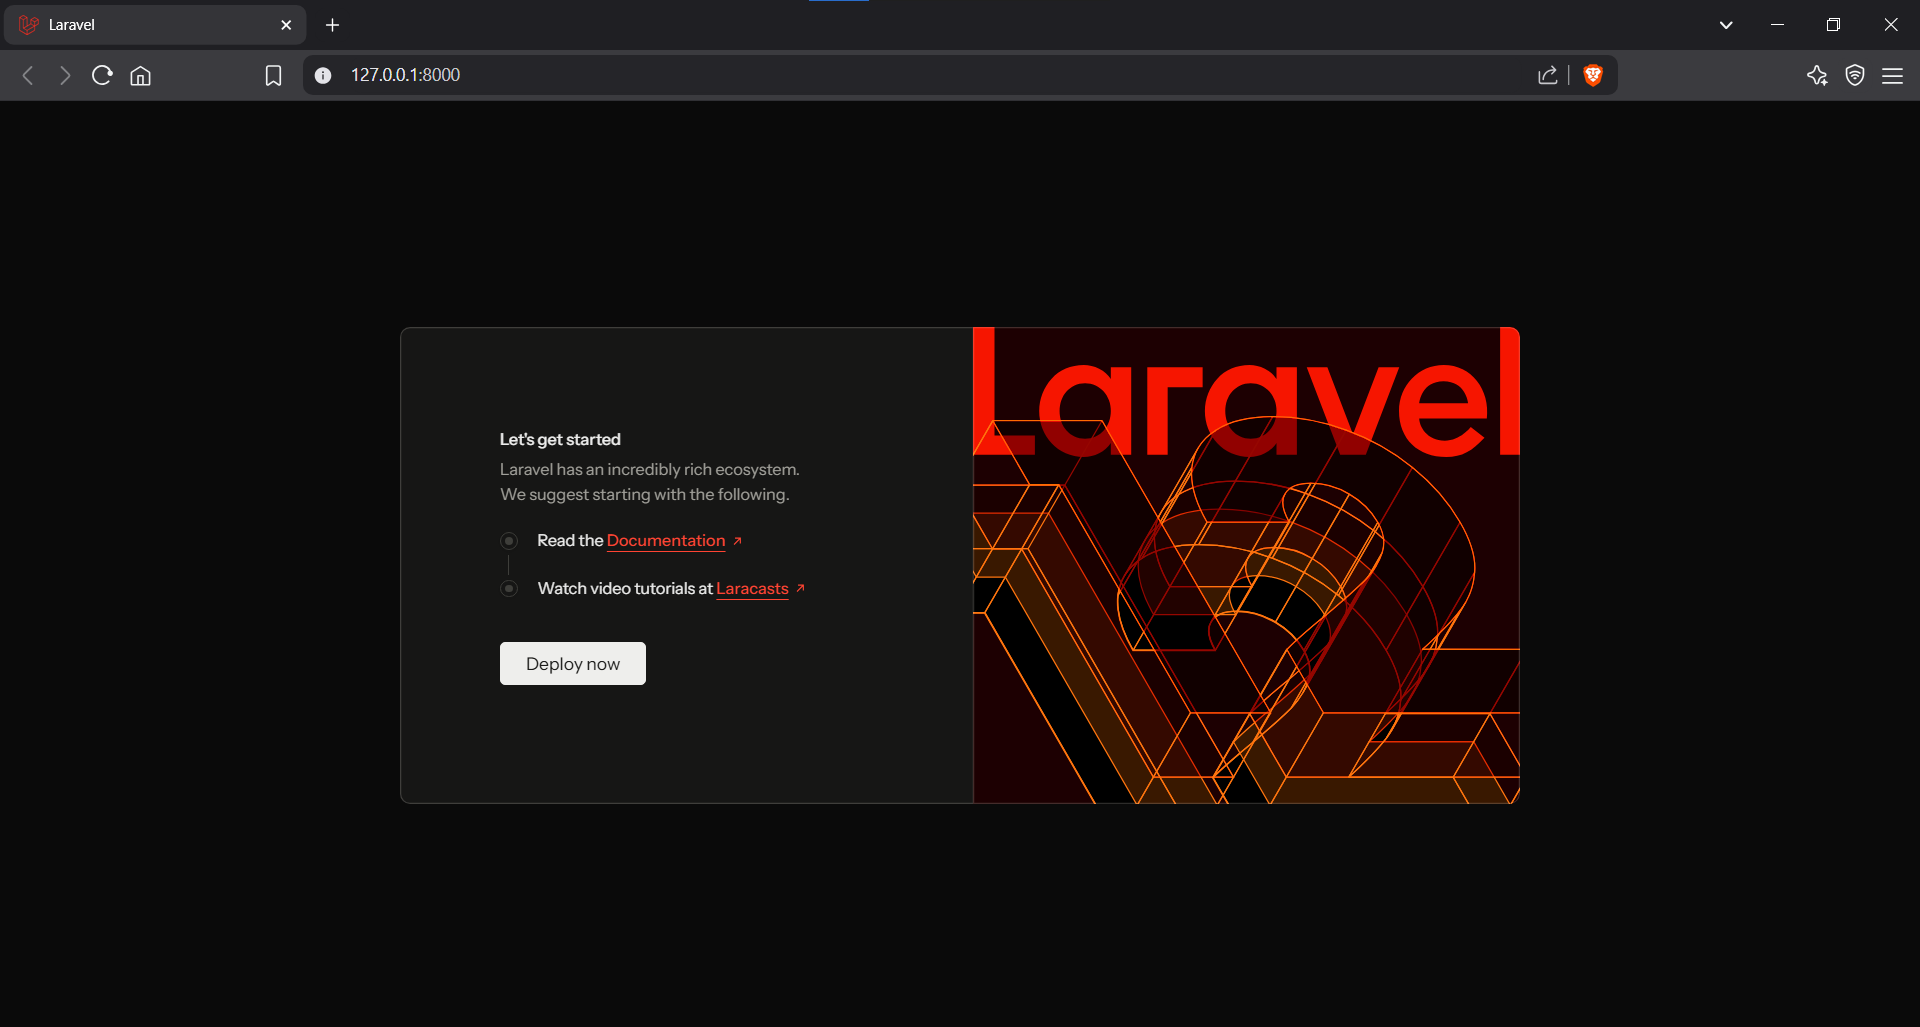 Laravel
127.0.0.1:8000
Let's get started
Laravel has an incredibly rich ecosystem.
We suggest starting with the following.
Read the Documentation
Watch video tutorials at Laracasts
Deploy now
Laravel